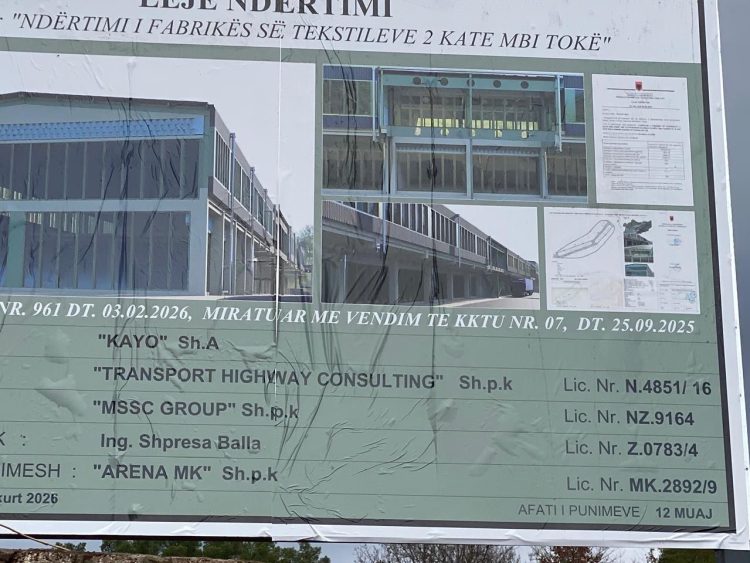 LEJE NDËRTIMI
"NDËRTIMI I FABRIKËS SË TEKSTILEVE 2 KATE MBI TOKË"
NR. 961 DT. 03.02.2026, MIRATUAR ME VENDIM TE KKTU NR. 07, DT. 25.09.2025
"KAYO" Sh.A
"TRANSPORT HIGHWAY CONSULTING" Sh.p.k Lic. Nr. N.4851/ 16
"MSSC GROUP" Sh.p.k Lic. Nr. NZ.9164
K : Ing. Shpresa Balla Lic. Nr. Z.0783/4
IMESH : "ARENA MK" Sh.p.k Lic. Nr. MK.2892/9
kurt 2026 AFATI I PUNIMEVE 12 MUAJ